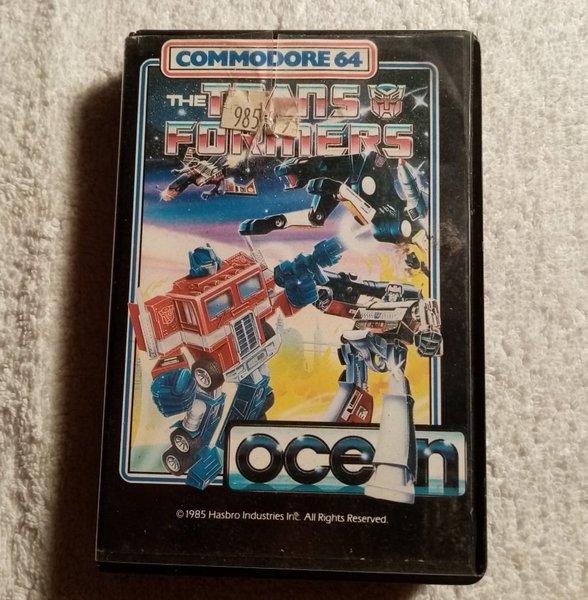 COMMODORE 64
THE TRANS
FORMERS
985
ocean
© 1985 Hasbro Industries Inc. All Rights Reserved.